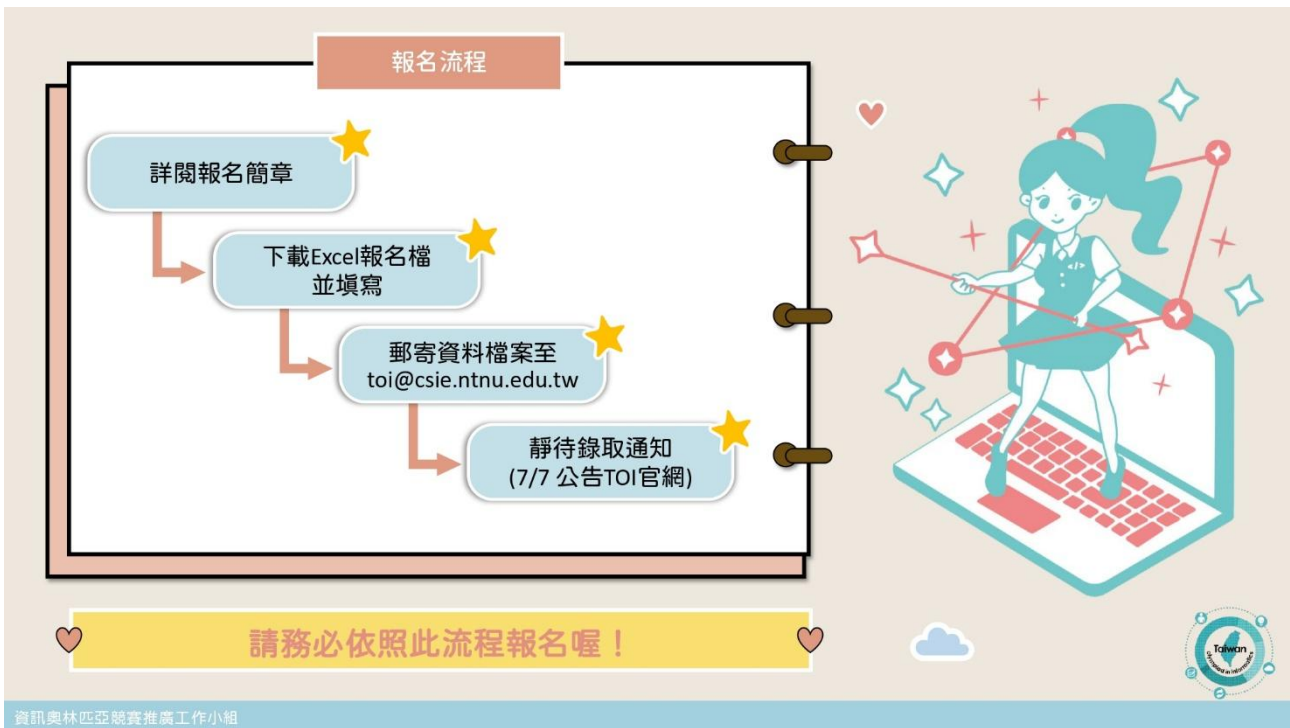 報名流程
詳閱報名簡章
下載Excel報名檔
並填寫
郵寄資料檔案至
toi@csie.ntnu.edu.tw
靜待錄取通知
(7/7 公告TOI官網)
請務必依照此流程報名喔！
Taiwan
Olympiad in Informatics
資訊奧林匹亞競賽推廣工作小組